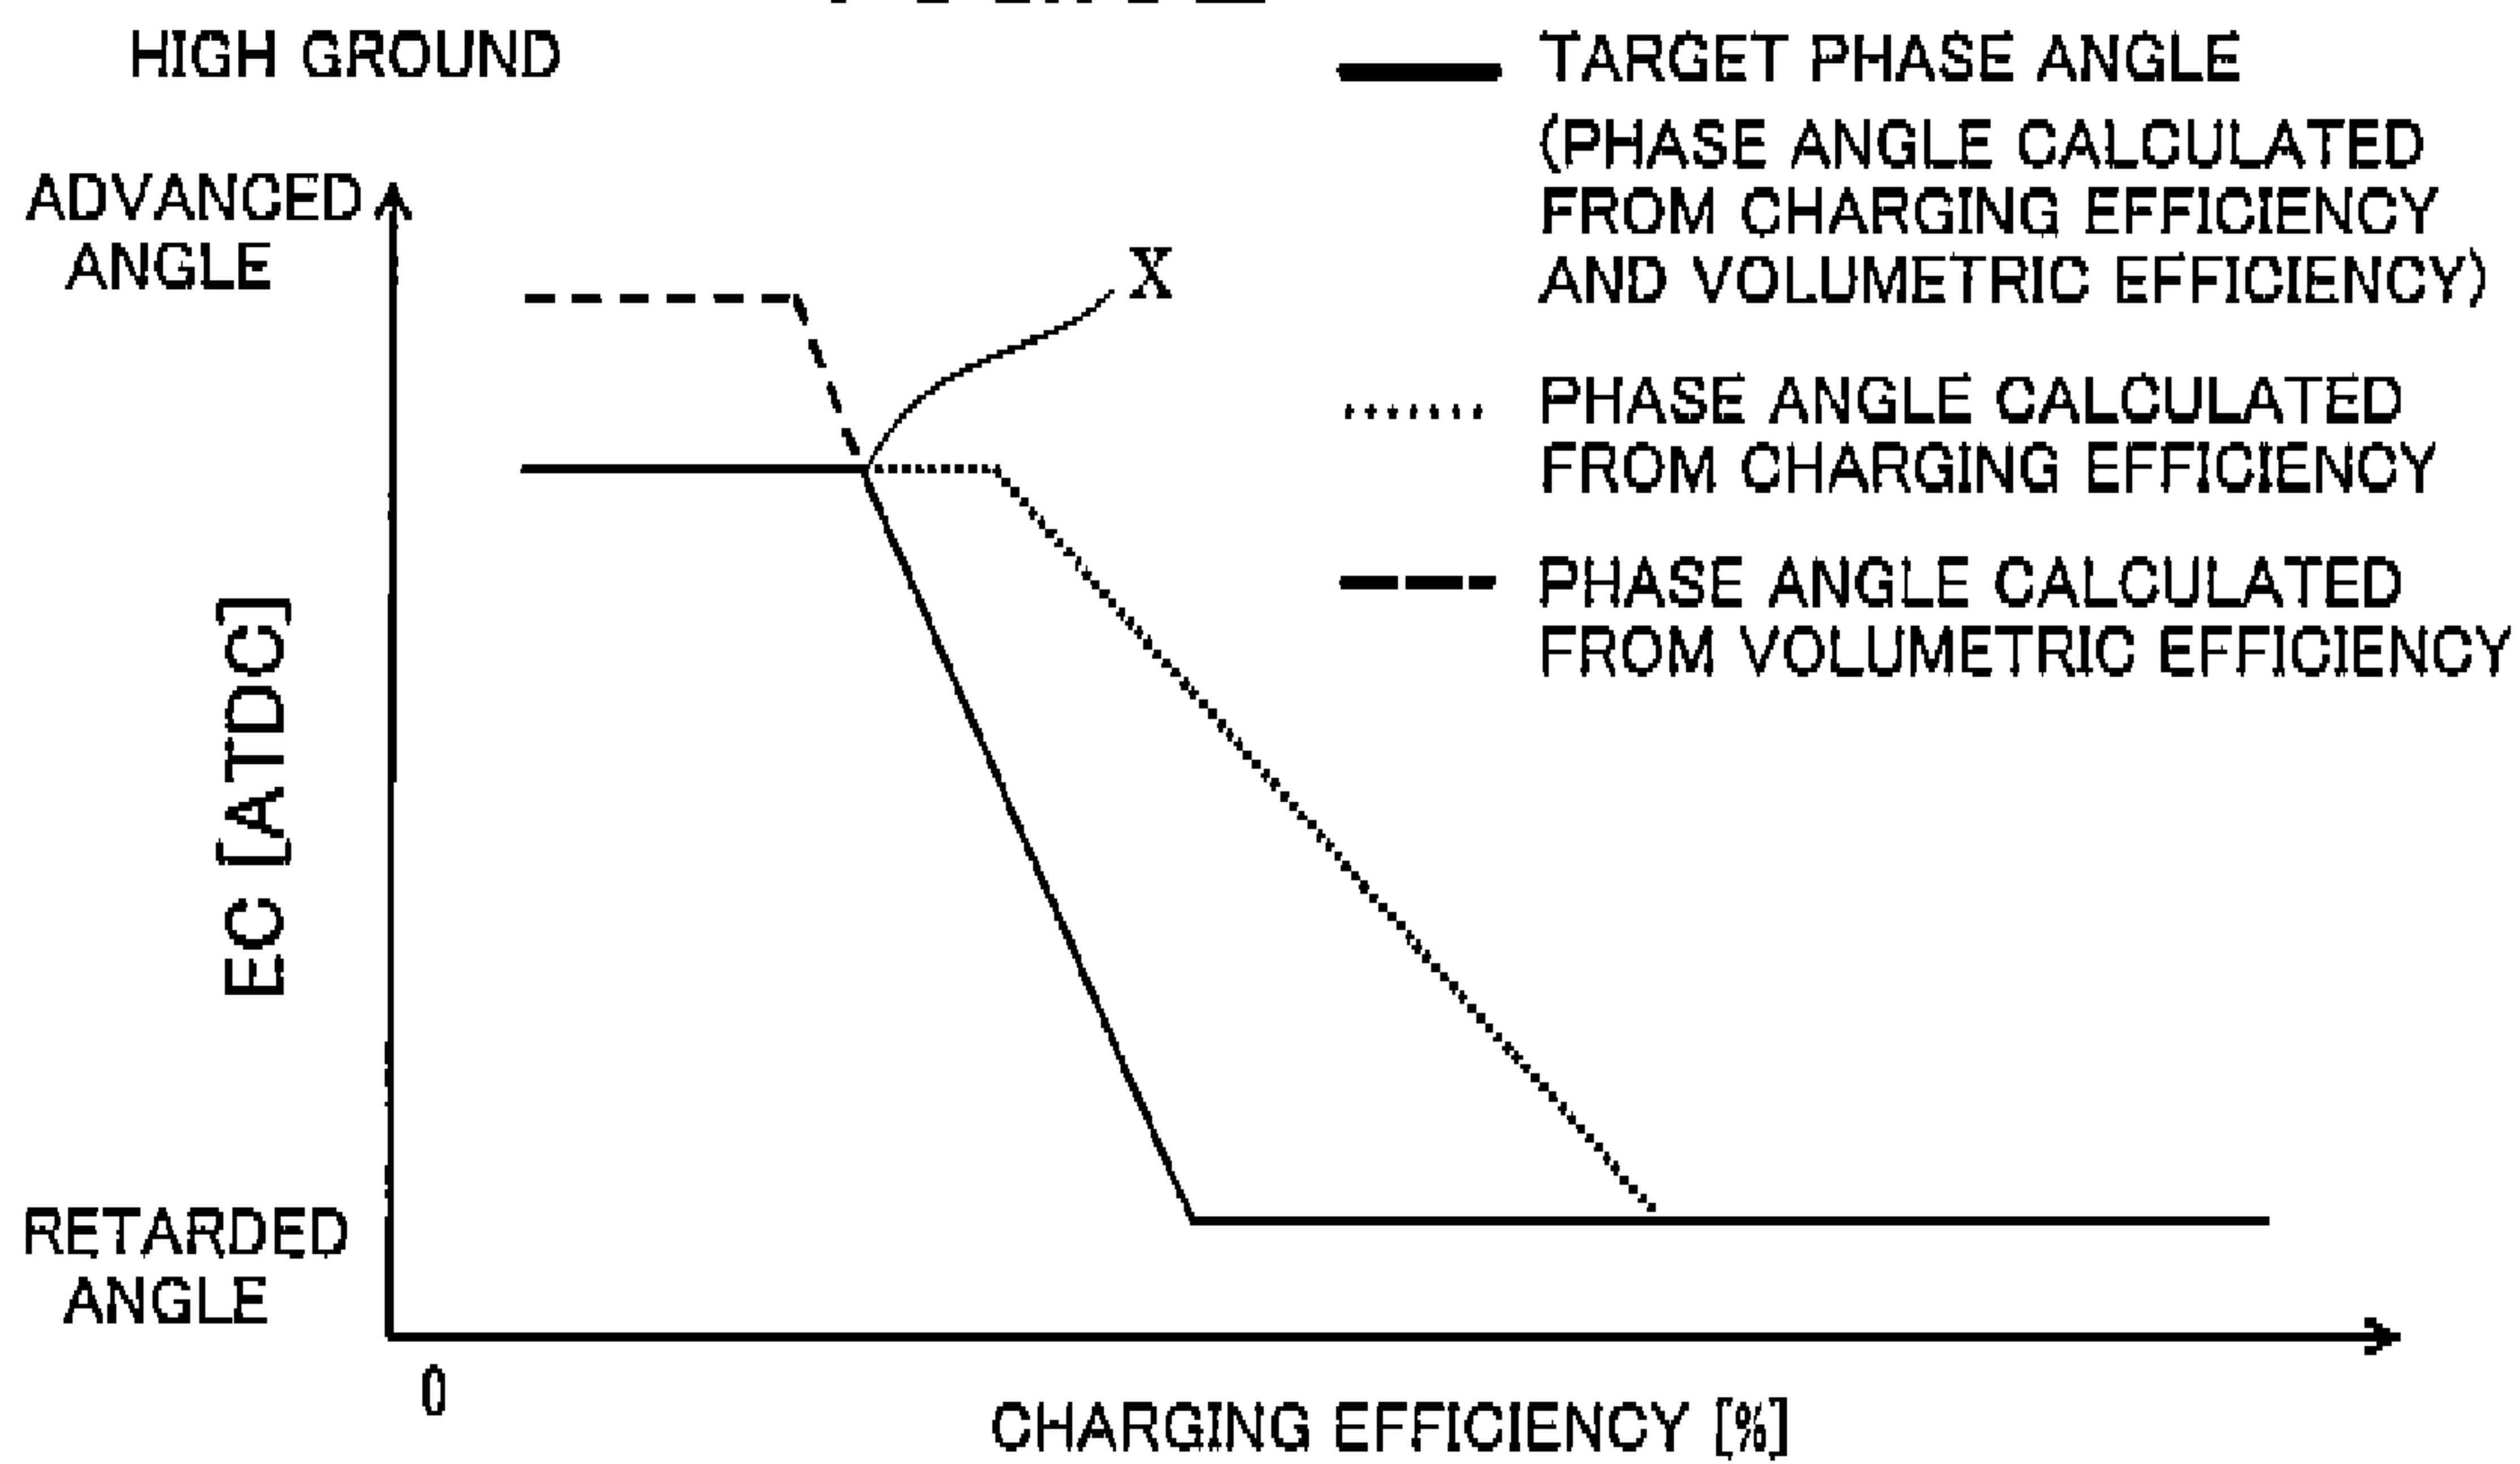 HIGH GROUND
TARGET PHASE ANGLE
(PHASE ANGLE CALCULATED
FROM CHARGING EFFICIENCY
AND VOLUMETRIC EFFICIENCY)
PHASE ANGLE CALCULATED
FROM CHARGING EFFICIENCY
PHASE ANGLE CALCULATED
FROM VOLUMETRIC EFFICIENCY
ADVANCED
ANGLE
X
EC [ATDC]
RETARDED
ANGLE
0
CHARGING EFFICIENCY [%]